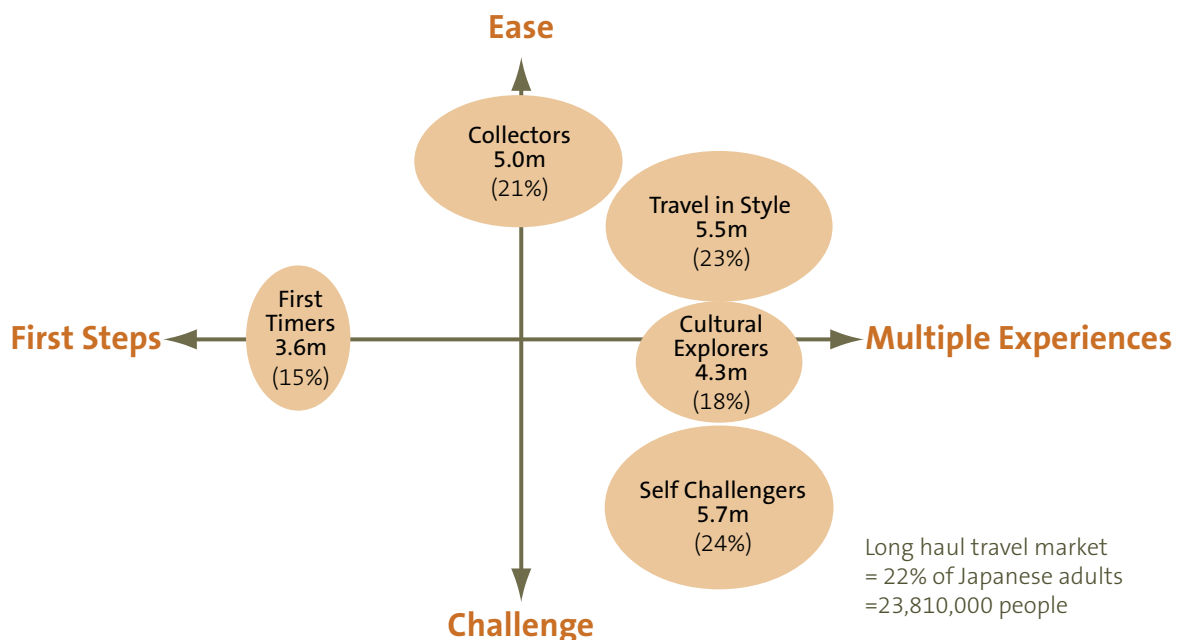 Ease
Collectors
5.0m
(21%)
Travel in Style
5.5m
(23%)
First
Timers
3.6m
(15%)
First Steps
Cultural
Explorers
4.3m
(18%)
Multiple Experiences
Self Challengers
5.7m
(24%)
Long haul travel market
= 22% of Japanese adults
=23,810,000 people
Challenge